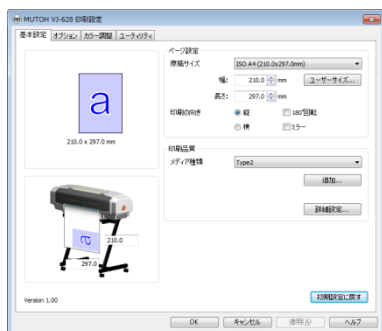 MUTOH VJ-628 印刷設定
基本設定 オプション カラー調整 ユーティリティ
ページ設定
原稿サイズ ISO A4 (210.0x297.0mm)
幅: 210.0 mm ユーザーサイズ...
長さ: 297.0 mm
印刷の向き 縦 180°回転
横 ミラー
a
210.0 x 297.0 mm
印刷品質
メディア種類 Type2
追加...
詳細設定...
a 210.0
297.0
Version 1.00
初期設定に戻す
OK キャンセル 適用(A) ヘルプ